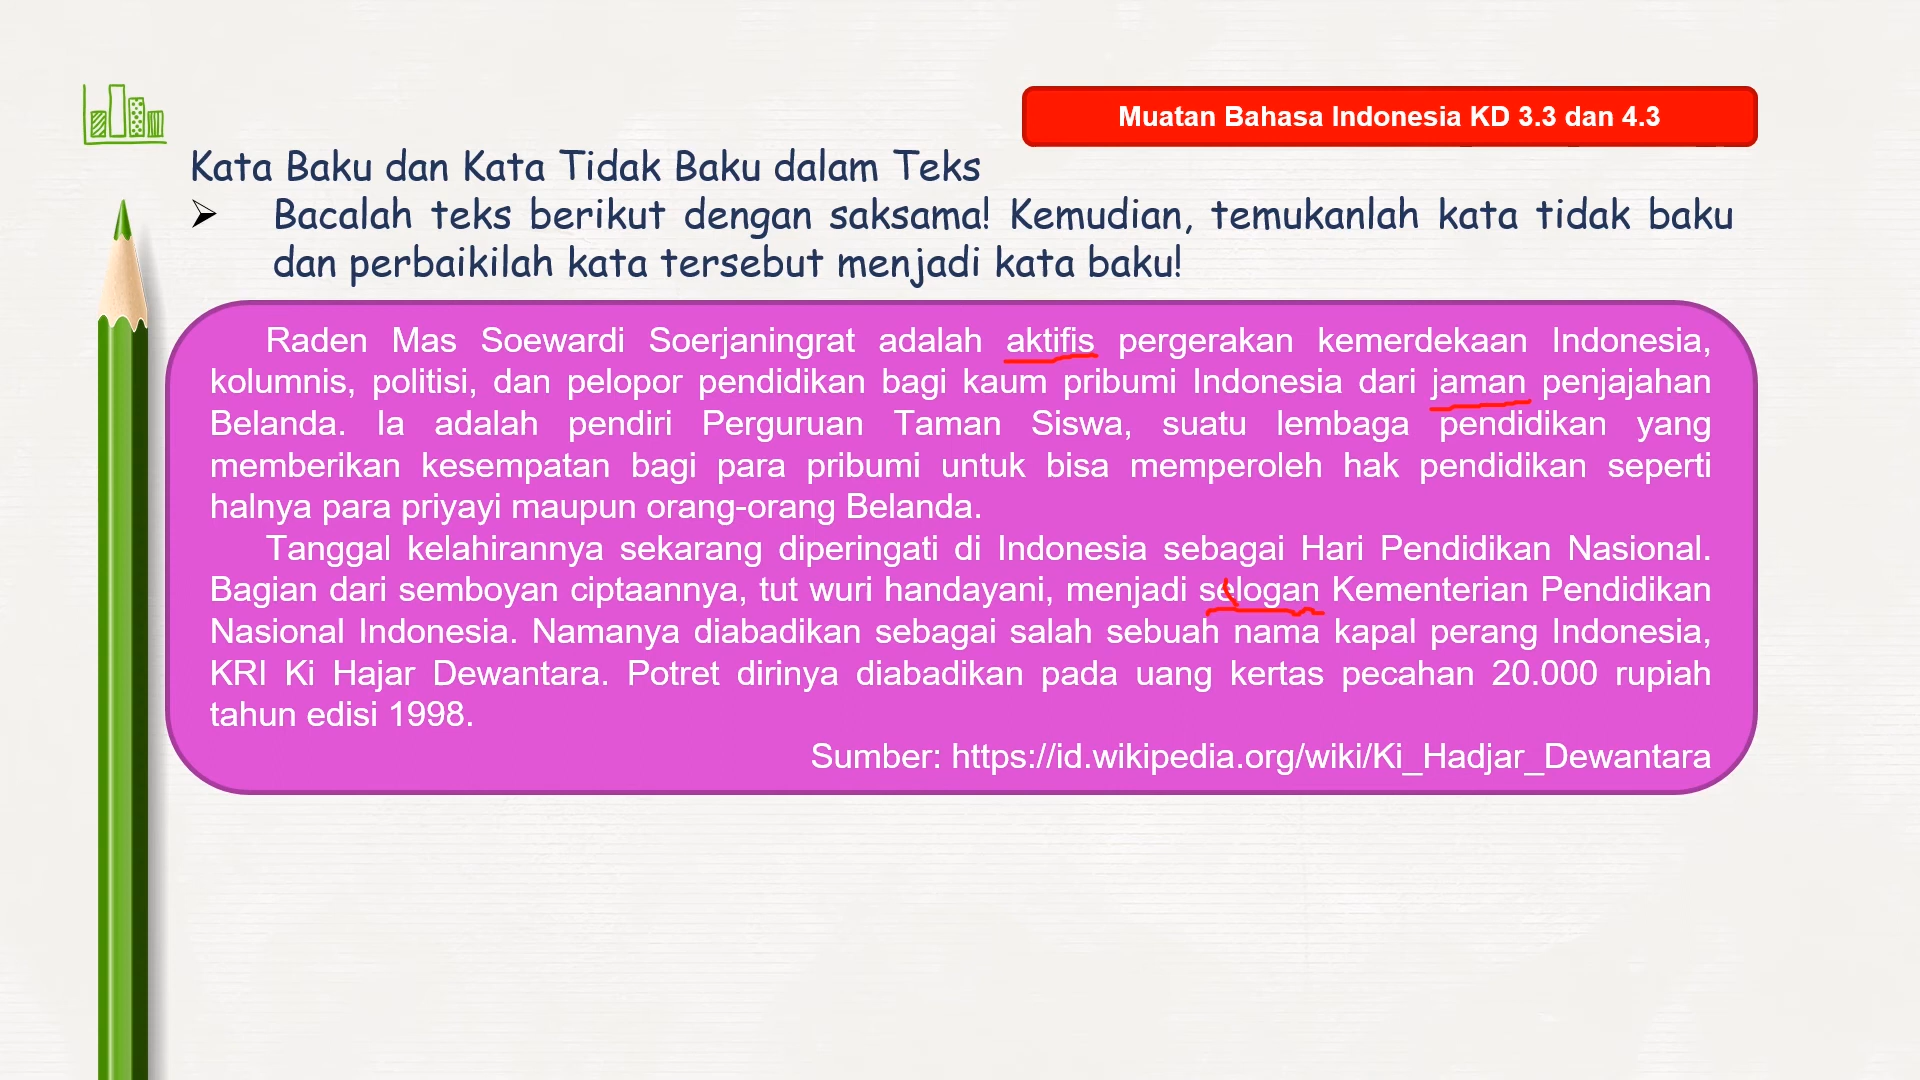 Muatan Bahasa Indonesia KD 3.3 dan 4.3
Kata Baku dan Kata Tidak Baku dalam Teks
Bacalah teks berikut dengan saksama! Kemudian, temukanlah kata tidak baku
dan perbaikilah kata tersebut menjadi kata baku!
Raden Mas Soewardi Soerjaningrat adalah aktifis pergerakan kemerdekaan Indonesia,
kolumnis, politisi, dan pelopor pendidikan bagi kaum pribumi Indonesia dari jaman penjajahan
Belanda. Ia adalah pendiri Perguruan Taman Siswa, suatu lembaga pendidikan yang
memberikan kesempatan bagi para pribumi untuk bisa memperoleh hak pendidikan seperti
halnya para priyayi maupun orang-orang Belanda.
Tanggal kelahirannya sekarang diperingati di Indonesia sebagai Hari Pendidikan Nasional.
Bagian dari semboyan ciptaannya, tut wuri handayani, menjadi selogan Kementerian Pendidikan
Nasional Indonesia. Namanya diabadikan sebagai salah sebuah nama kapal perang Indonesia,
KRI Ki Hajar Dewantara. Potret dirinya diabadikan pada uang kertas pecahan 20.000 rupiah
tahun edisi 1998.
Sumber: https://id.wikipedia.org/wiki/Ki_Hadjar_Dewantara